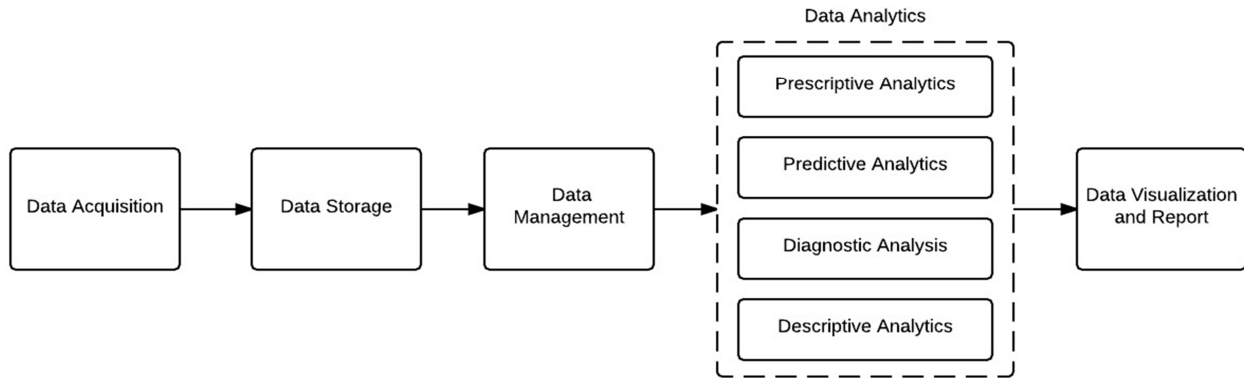 Data Analytics
Prescriptive Analytics
Predictive Analytics
Diagnostic Analysis
Descriptive Analytics
Data Acquisition
Data Storage
Data
Management
Data Visualization
and Report